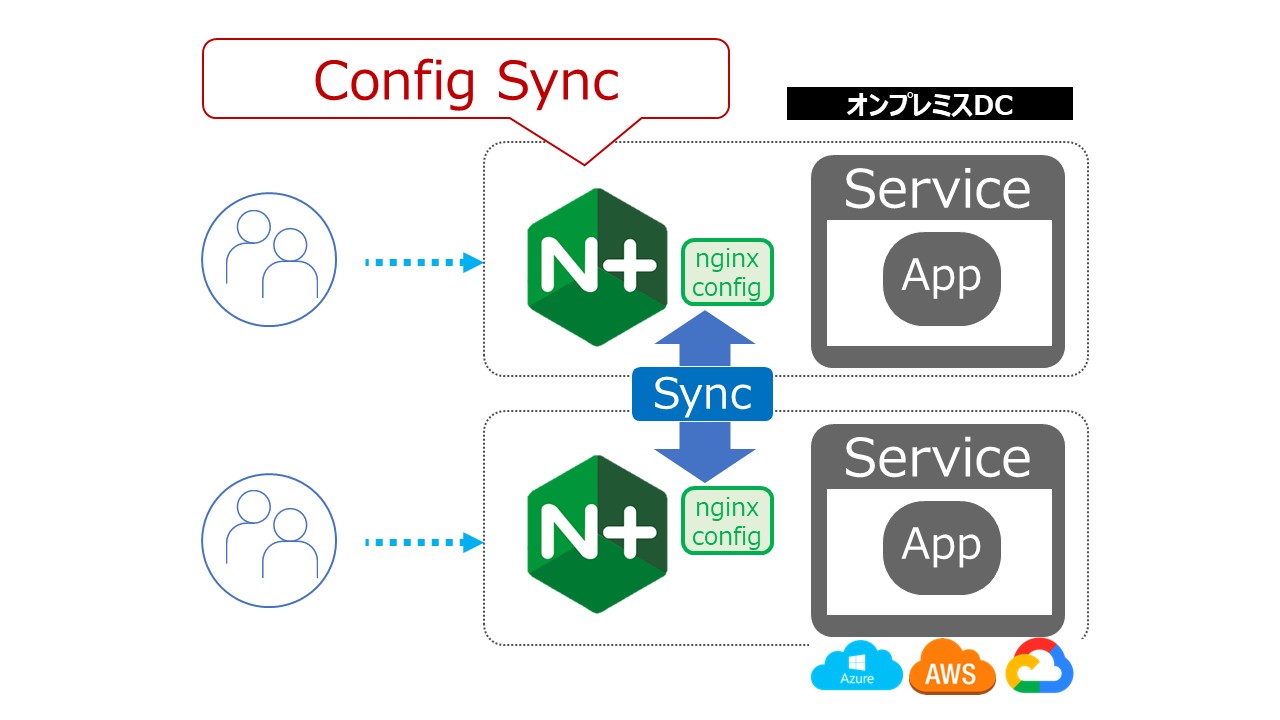 Config Sync
オンプレミスDC
N+
nginx
config
Service
App
Sync
N+
nginx
config
Service
App
Azure
AWS